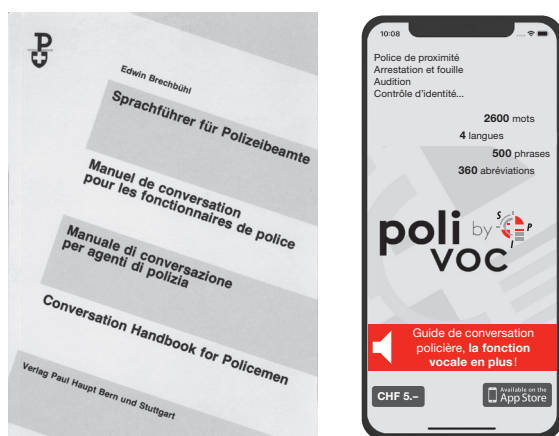 P
Edwin Brechbühl
Sprachführer für Polizeibeamte
Manuel de conversation
pour les fonctionnaires de police
Manuale di conversazione
per agenti di polizia
Conversation Handbook for Policemen
Verlag Paul Haupt Bern und Stuttgart
10:08
Police de proximité
Arrestation et fouille
Audition
Contrôle d'identité...
2600 mots
4 langues
500 phrases
360 abréviations
poli by S I P
voc
Guide de conversation
policière, la fonction
vocale en plus!
CHF 5.–
Available on the
App Store